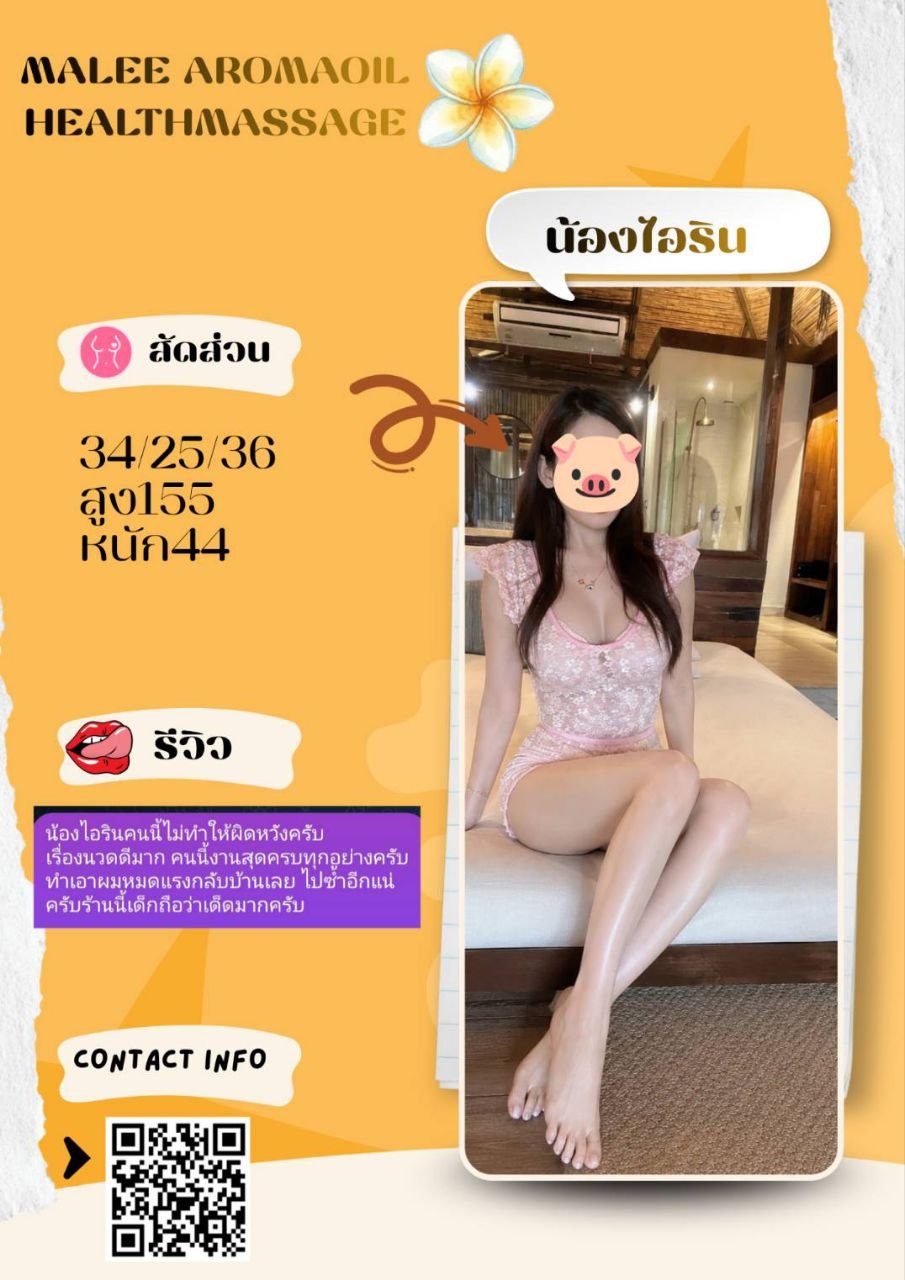 MALEE AROMAOIL
HEALTHMASSAGE
น้องไอริน
สัดส่วน
34/25/36
สูง155
หนัก44
รีวิว
น้องไอรินคนนี้ไม่ทำให้ผิดหวังครับ
เรื่องนวดดีมาก คนนี้งานสุดครบทุกอย่างครับ
ทำเอาผมหมดแรงกลับบ้านเลย ไปซ้ำอีกแน่
ครับร้านนี้เด็กถือว่าเด็ดมากครับ
CONTACT INFO